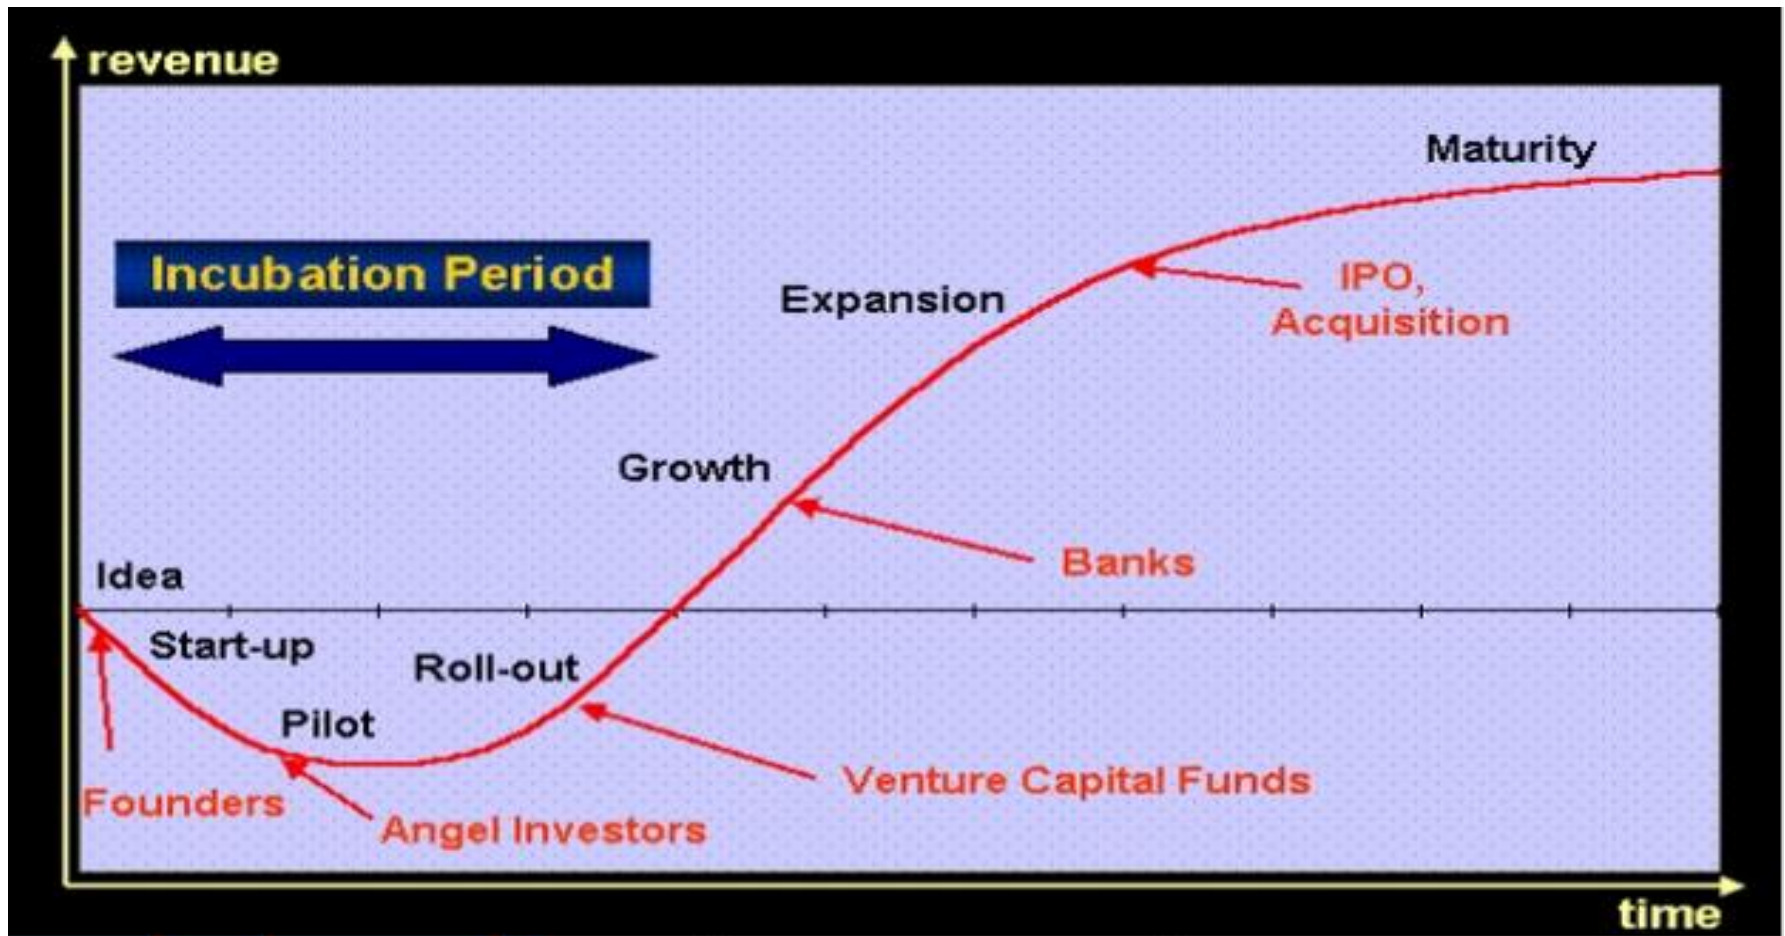 revenue
Maturity
Incubation Period
IPO,
Acquisition
Expansion
Growth
Banks
Idea
Start-up
Roll-out
Pilot
Venture Capital Funds
Founders
Angel Investors
time